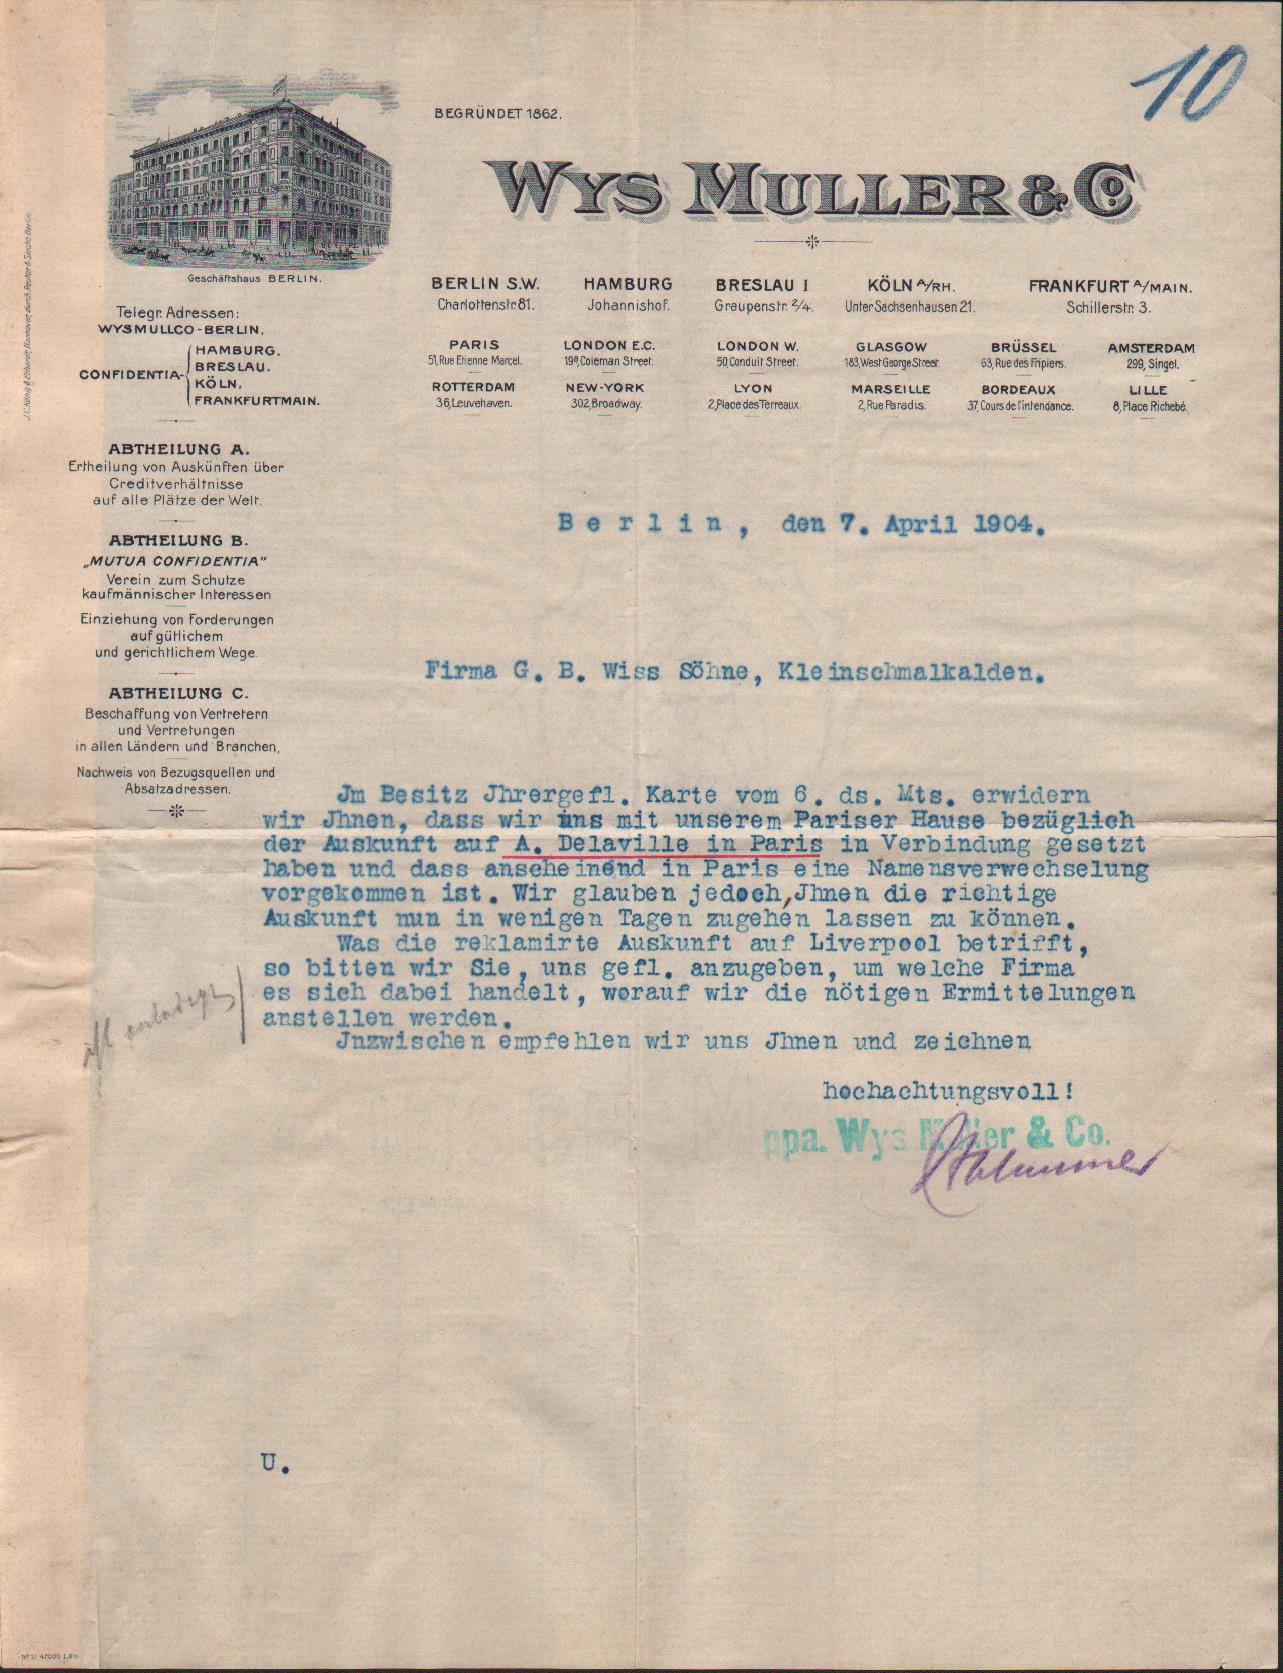 10
BEGRÜNDET 1862.
WYS MULLER & Co.
Geschäftshaus BERLIN.
BERLIN S.W. HAMBURG BRESLAU I KÖLN A/RH. FRANKFURT A/MAIN.
Charlottenstr. 81. Johannishof. Graupenstr. 2/4. Unter Sachsenhausen 21. Schillerstr. 3.
PARIS LONDON E.C. LONDON W. GLASGOW BRÜSSEL AMSTERDAM
51, Rue Etienne Marcel. Coleman Street. 50, Conduit Street. 183, West George Street. 63, Rue des Fripiers. 299, Singel.
ROTTERDAM NEW-YORK LYON MARSEILLE BORDEAUX LILLE
36, Leuvehaven. 302, Broadway. 2, Place des Terreaux. 2, Rue Paradis. 37, Cours de l'intendance. 8, Place Richebé.
Telegr. Adressen:
WYSMULLCO-BERLIN.
CONFIDENTIA-
HAMBURG.
BRESLAU.
KÖLN.
FRANKFURTMAIN.
ABTHEILUNG A.
Ertheilung von Auskünften über
Creditverhältnisse
auf alle Plätze der Welt.
ABTHEILUNG B.
„MUTUA CONFIDENTIA"
Verein zum Schutze
kaufmännischer Interessen
Einziehung von Forderungen
auf gütlichem
und gerichtlichem Wege.
ABTHEILUNG C.
Beschaffung von Vertretern
und Vertretungen
in allen Ländern und Branchen,
Nachweis von Bezugsquellen und
Absatzadressen.
Berlin, den 7. April 1904.
Firma G. B. Wiss Söhne, Kleinschmalkalden.
Jm Besitz Jhrergefl. Karte vom 6. ds. Mts. erwidern
wir Jhnen, dass wir uns mit unserem Pariser Hause bezüglich
der Auskunft auf A. Delaville in Paris in Verbindung gesetzt
haben und dass anscheinend in Paris eine Namensverwechselung
vorgekommen ist. Wir glauben jedoch, Jhnen die richtige
Auskunft nun in wenigen Tagen zugehen lassen zu können.
Was die reklamirte Auskunft auf Liverpool betrifft,
so bitten wir Sie, uns gefl. anzugeben, um welche Firma
es sich dabei handelt, worauf wir die nötigen Ermittelungen
anstellen werden.
Jnzwischen empfehlen wir uns Jhnen und zeichnen
hochachtungsvoll!
ppa. Wys Muller & Co.
U.